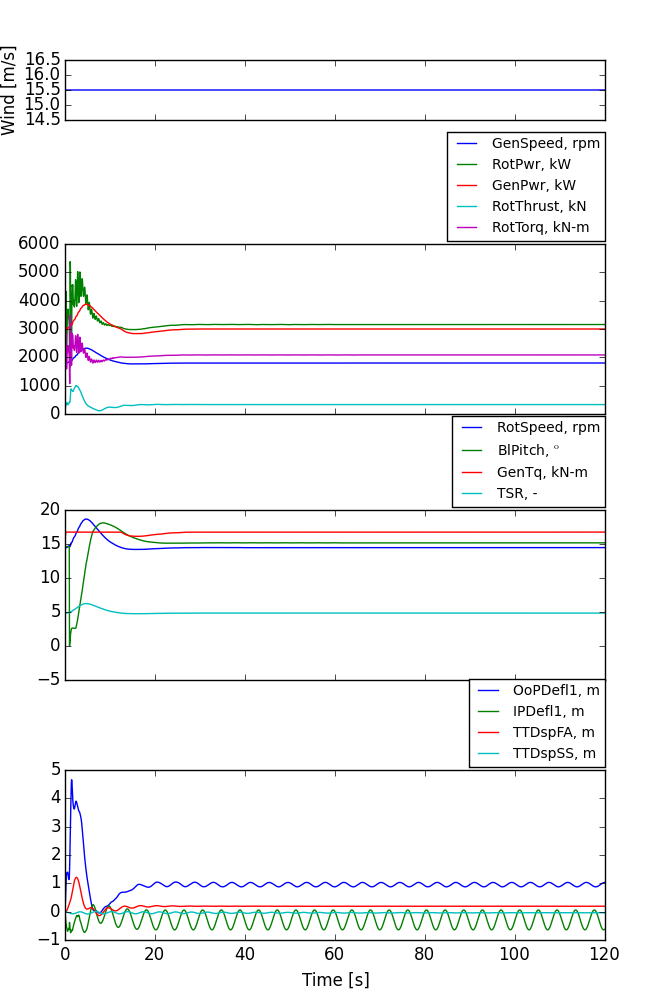 Wind [m/s]
16.5
16.0
15.5
15.0
14.5
GenSpeed, rpm
RotPwr, kW
GenPwr, kW
RotThrust, kN
RotTorq, kN-m
6000
5000
4000
3000
2000
1000
0
RotSpeed, rpm
BlPitch, °
GenTq, kN-m
TSR, -
20
15
10
5
0
−5
OoPDefl1, m
IPDefl1, m
TTDspFA, m
TTDspSS, m
5
4
3
2
1
0
−1
0 20 40 60 80 100 120
Time [s]